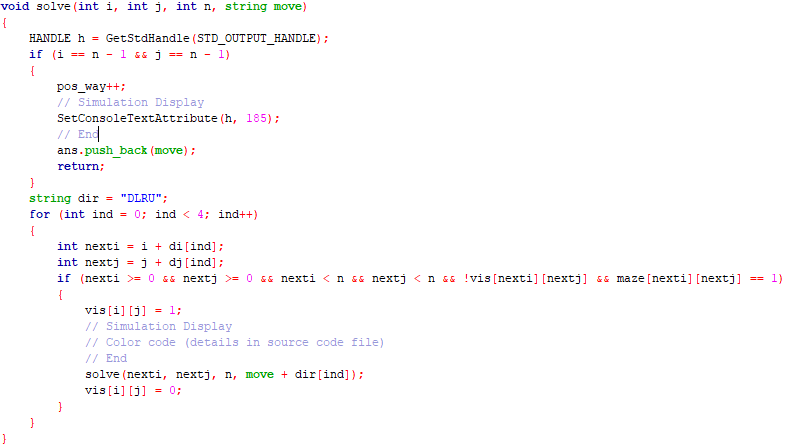 void solve(int i, int j, int n, string move)
{
    HANDLE h = GetStdHandle(STD_OUTPUT_HANDLE);
    if (i == n - 1 && j == n - 1)
    {
        pos_way++;
        // Simulation Display
        SetConsoleTextAttribute(h, 185);
        // End
        ans.push_back(move);
        return;
    }
    string dir = "DLRU";
    for (int ind = 0; ind < 4; ind++)
    {
        int nexti = i + di[ind];
        int nextj = j + dj[ind];
        if (nexti >= 0 && nextj >= 0 && nexti < n && nextj < n && !vis[nexti][nextj] && maze[nexti][nextj] == 1)
        {
            vis[i][j] = 1;
            // Simulation Display
            // Color code (details in source code file)
            // End
            solve(nexti, nextj, n, move + dir[ind]);
            vis[i][j] = 0;
        }
    }
}